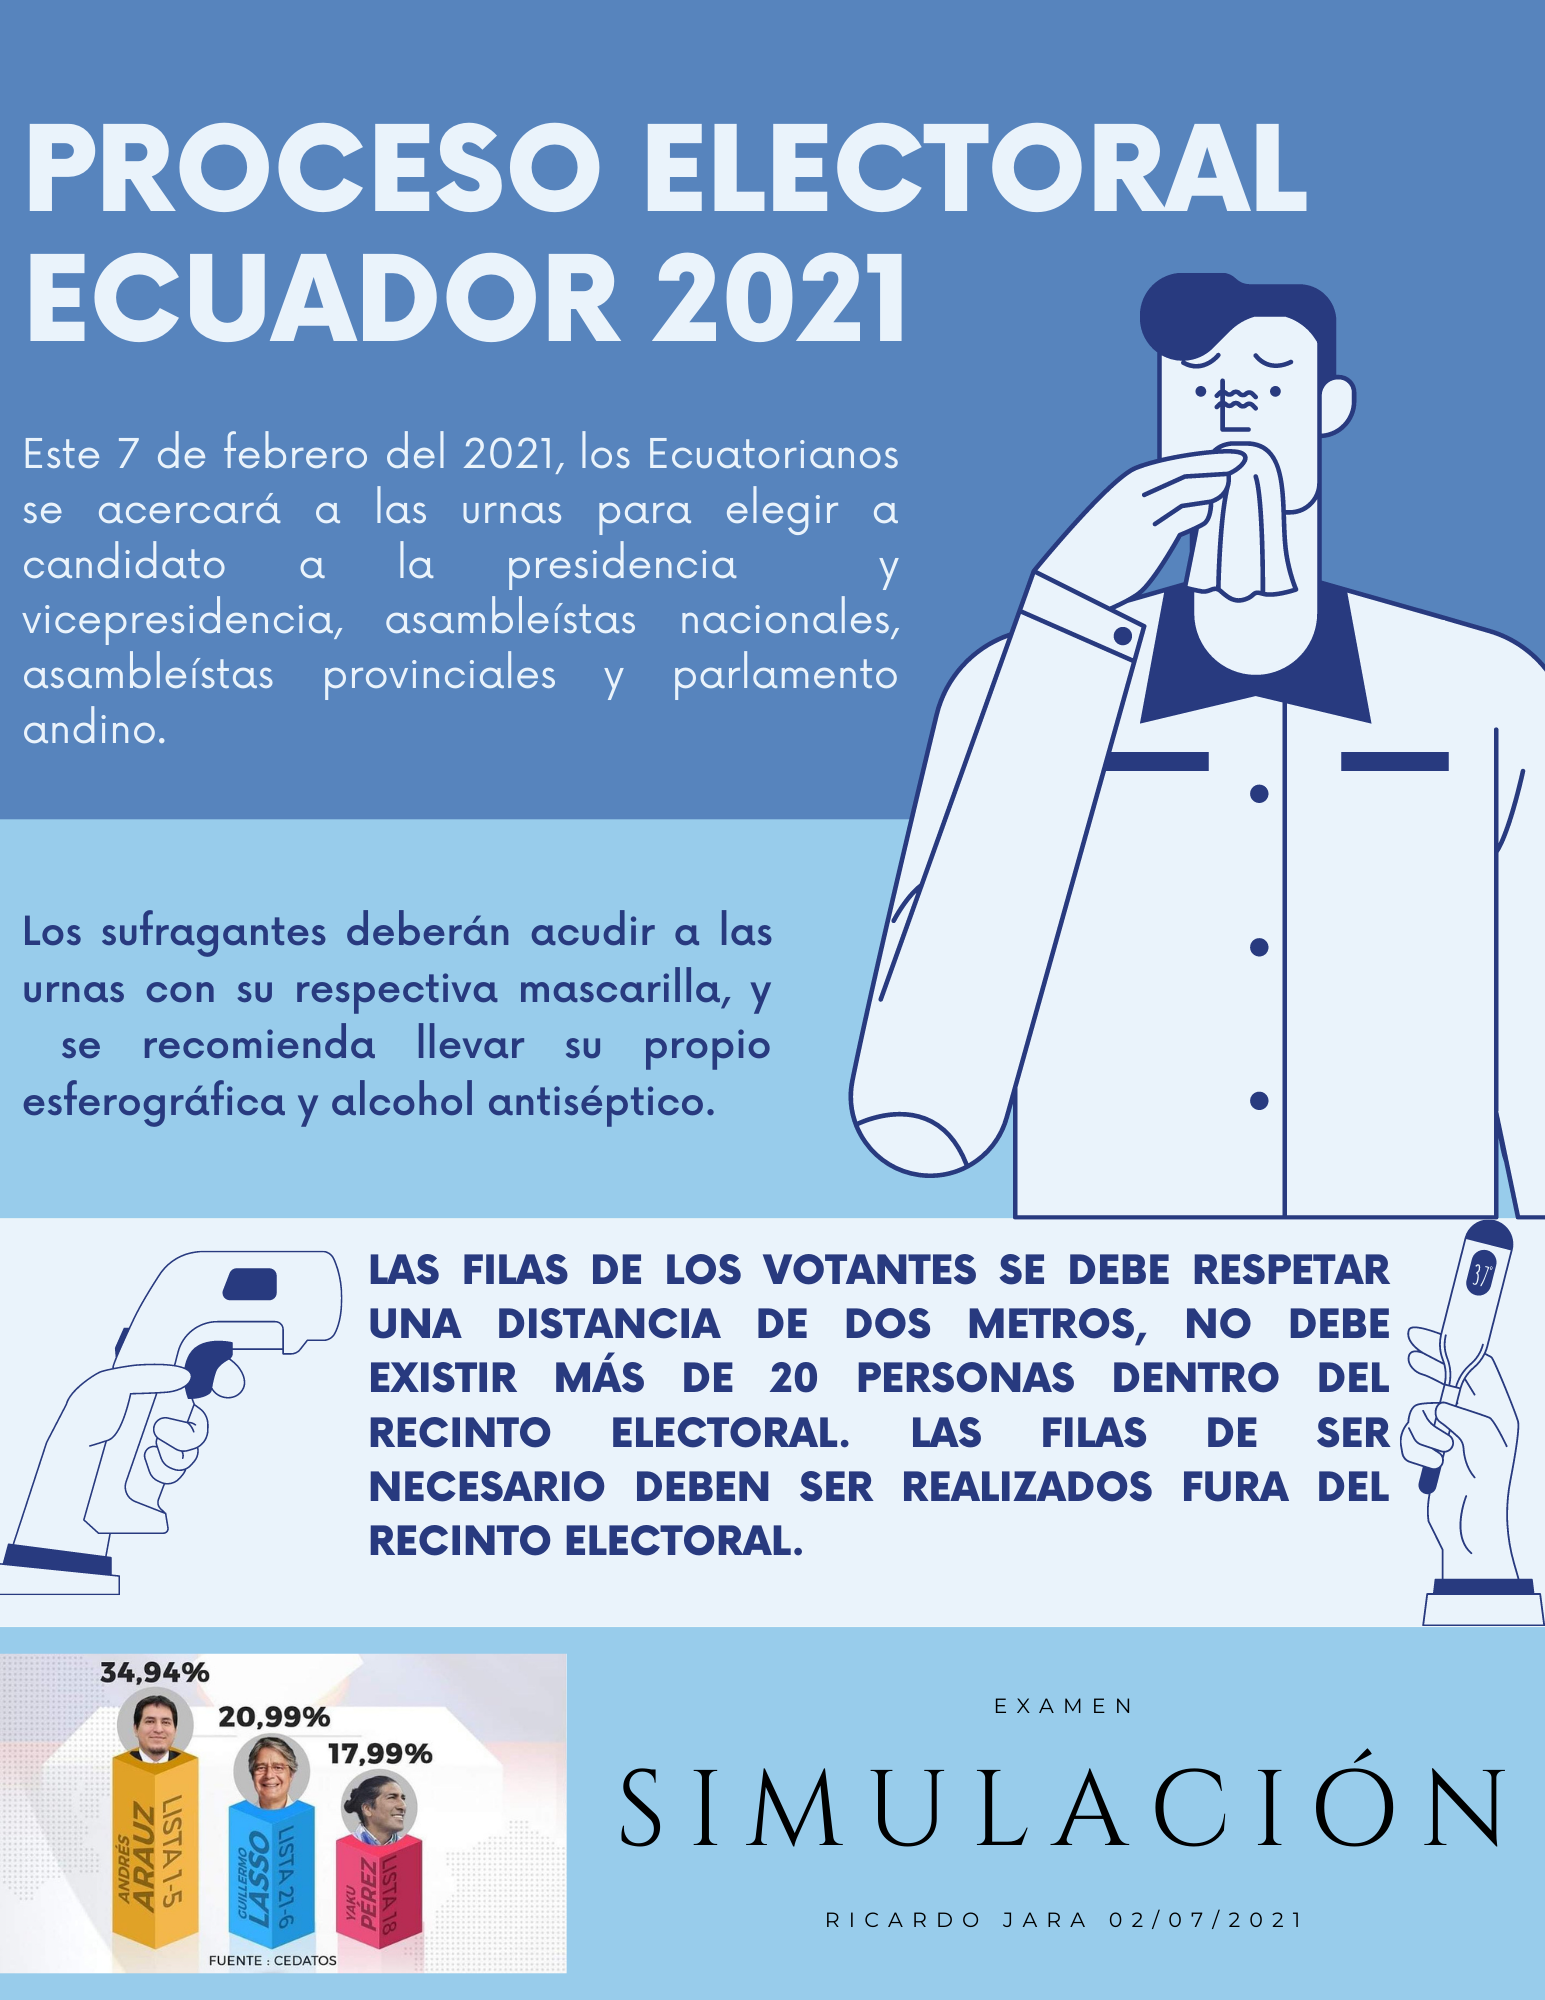 PROCESO ELECTORAL
ECUADOR 2021
Este 7 de febrero del 2021, los Ecuatorianos
se acercará a las urnas para elegir a
candidato a la presidencia y
vicepresidencia, asambleístas nacionales,
asambleístas provinciales y parlamento
andino.
Los sufragantes deberán acudir a las
urnas con su respectiva mascarilla, y
se recomienda llevar su propio
esferográfica y alcohol antiséptico.
37°
LAS FILAS DE LOS VOTANTES SE DEBE RESPETAR
UNA DISTANCIA DE DOS METROS, NO DEBE
EXISTIR MÁS DE 20 PERSONAS DENTRO DEL
RECINTO ELECTORAL. LAS FILAS DE SER
NECESARIO DEBEN SER REALIZADOS FURA DEL
RECINTO ELECTORAL.
34,94%
20,99%
17,99%
ANDRÉS
ARAUZ
LISTA 1-5
GUILLERMO
LASSO
LISTA 21-6
YAKU
PÉREZ
LISTA 18
FUENTE : CEDATOS
EXAMEN
SIMULACIÓN
RICARDO JARA 02/07/2021